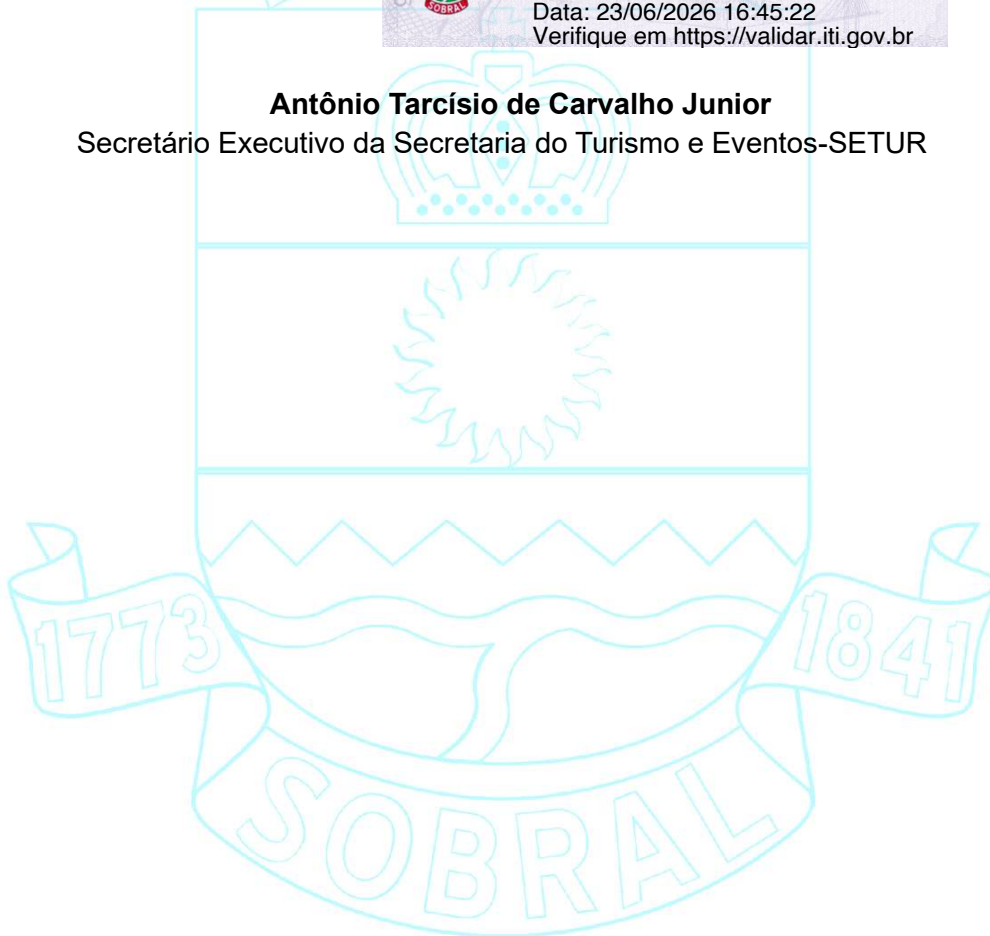 SOBRAL
Data: 23/06/2026 16:45:22
Verifique em https://validar.iti.gov.br
Antônio Tarcísio de Carvalho Junior
Secretário Executivo da Secretaria do Turismo e Eventos-SETUR
1773
1841
SOBRAL